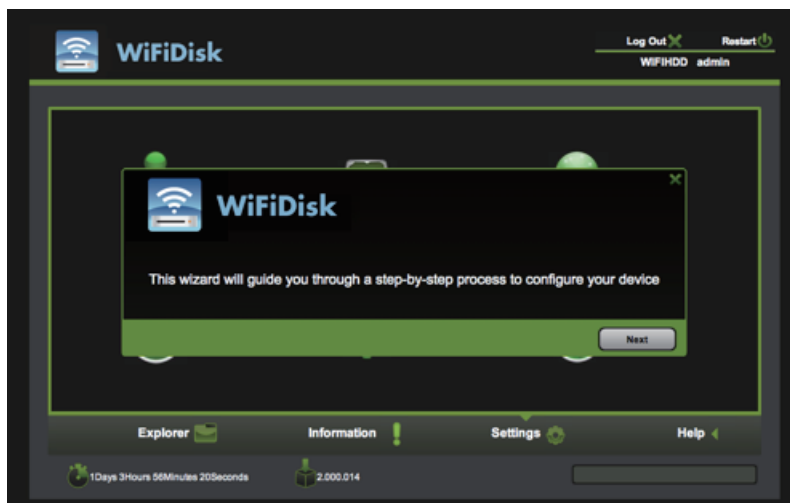 WiFiDisk
Log Out Restart
WIFIHDD admin
WiFiDisk
This wizard will guide you through a step-by-step process to configure your device
Next
Explorer Information Settings Help
1Days 3Hours 56Minutes 20Seconds 2.000.014